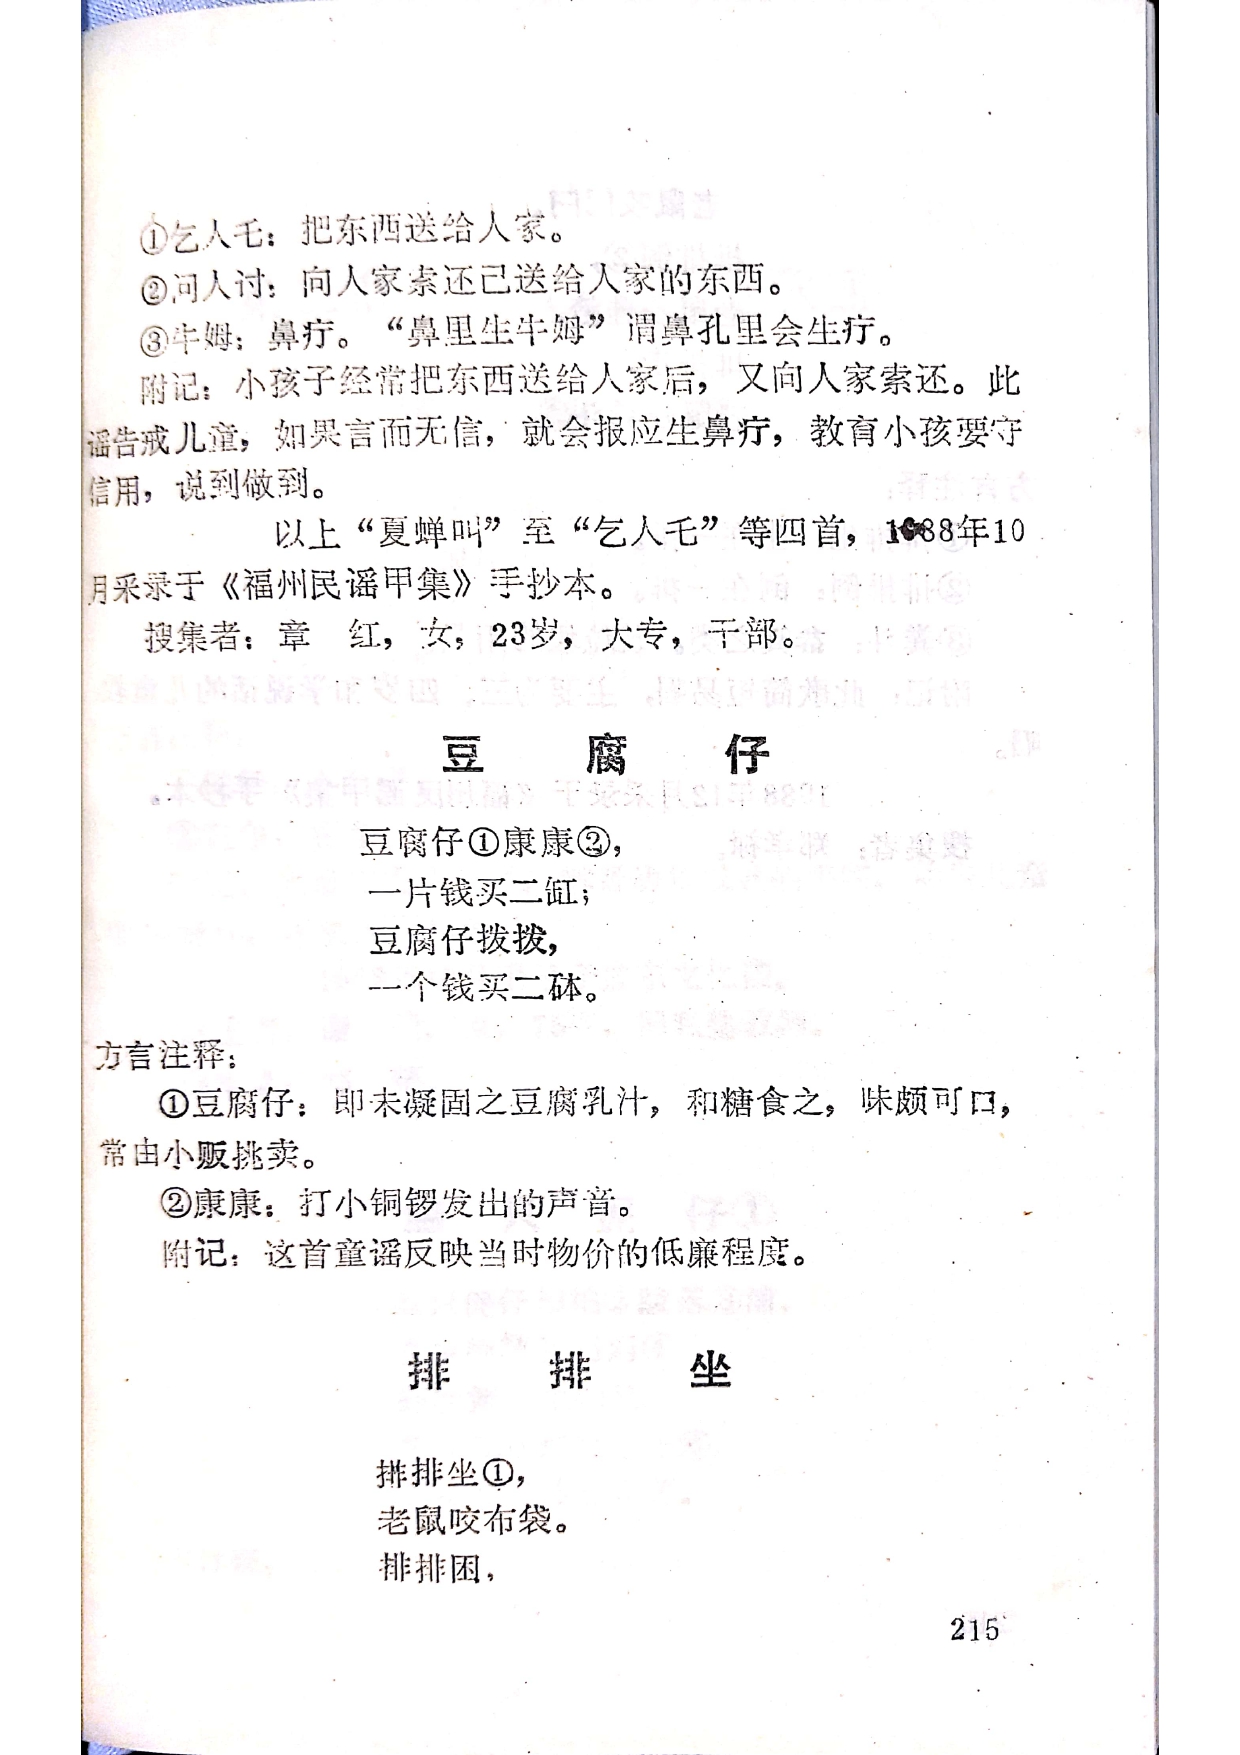 ①乞人毛：把东西送给人家。
②问人讨：向人家索还已送给人家的东西。
③牛姆：鼻疔。“鼻里生牛姆”谓鼻孔里会生疔。
附记：小孩子经常把东西送给人家后，又向人家索还。此
谣告戒儿童，如果言而无信，就会报应生鼻疔，教育小孩要守
信用，说到做到。
以上“夏蝉叫”至“乞人毛”等四首，1988年10
月采录于《福州民谣甲集》手抄本。
搜集者：章　红，女，23岁，大专，干部。
豆　腐　仔
豆腐仔①康康②，
一片钱买二缸；
豆腐仔拨拨，
一个钱买二砵。
方言注释：
①豆腐仔：即未凝固之豆腐乳汁，和糖食之，味颇可口，
常由小贩挑卖。
②康康：打小铜锣发出的声音。
附记：这首童谣反映当时物价的低廉程度。
排　排　坐
排排坐①，
老鼠咬布袋。
排排困，
215